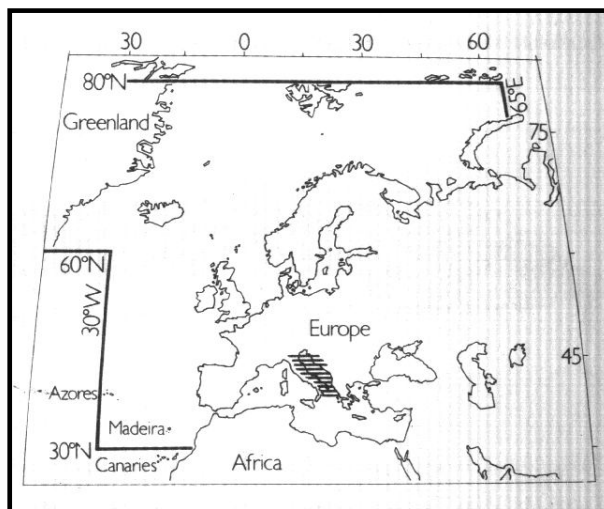 30 0 30 60
80°N
65°E
Greenland
75
60°N
30°W
Europe
45
Azores
Madeira
30°N
Canaries
Africa